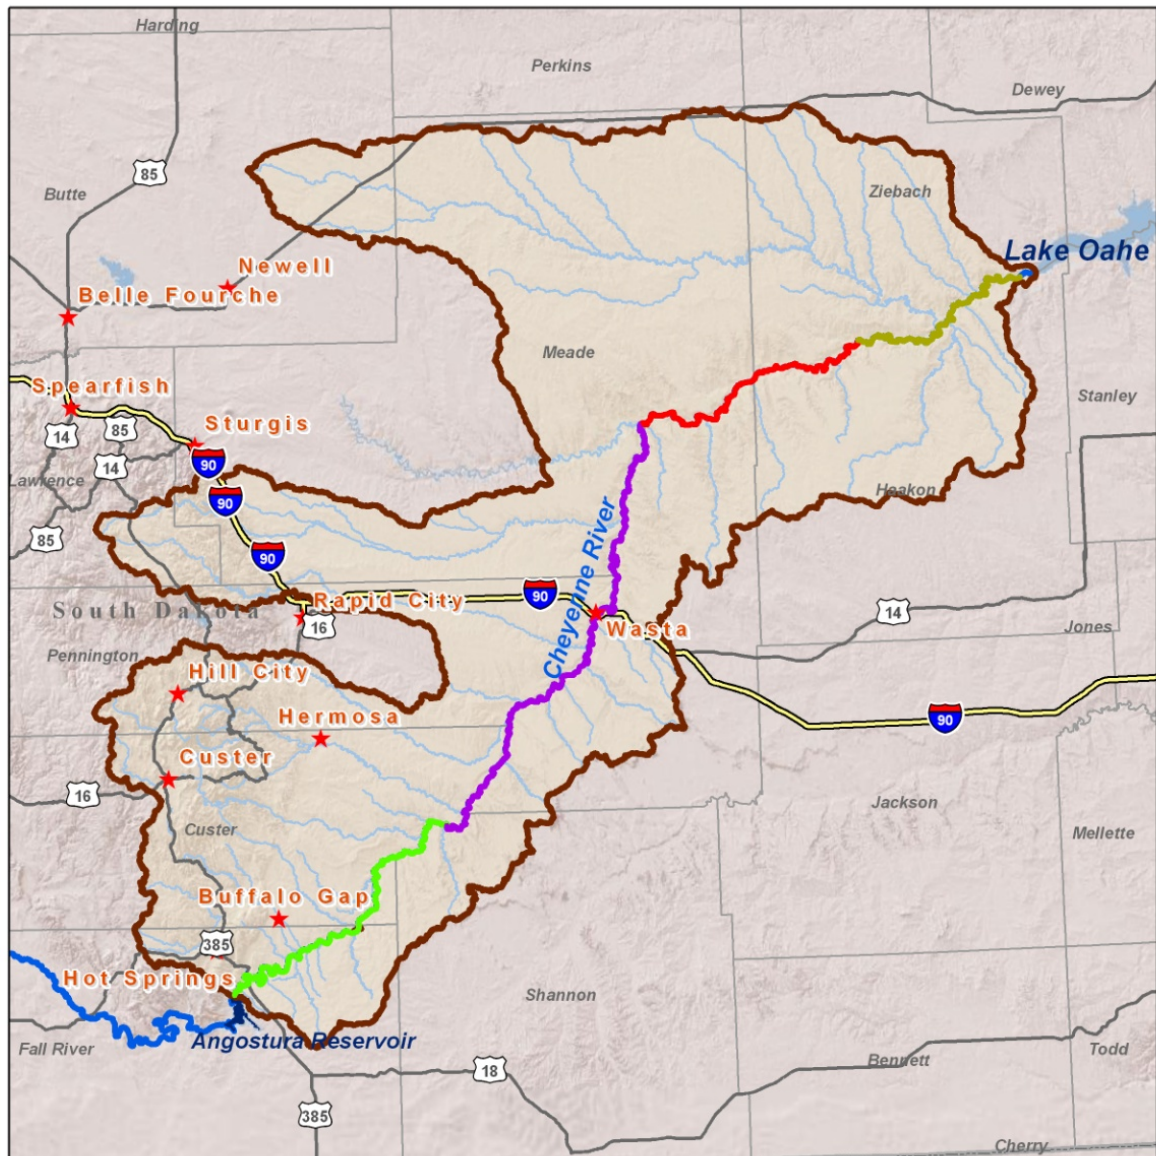 Harding
Perkins
Dewey
85
Butte
Ziebach
Lake Oahe
Newell
Belle Fourche
Meade
Spearfish
Stanley
Sturgis
14
85
90
14
Lawrence
90
Haakon
85
90
Cheyenne River
90
South Dakota
Rapid City
16
Wasta
14
Jones
Pennington
Hill City
Hermosa
90
Custer
16
Jackson
Custer
Mellette
Buffalo Gap
385
Hot Springs
Shannon
Angostura Reservoir
Fall River
Bennett
Todd
18
385
Cherry